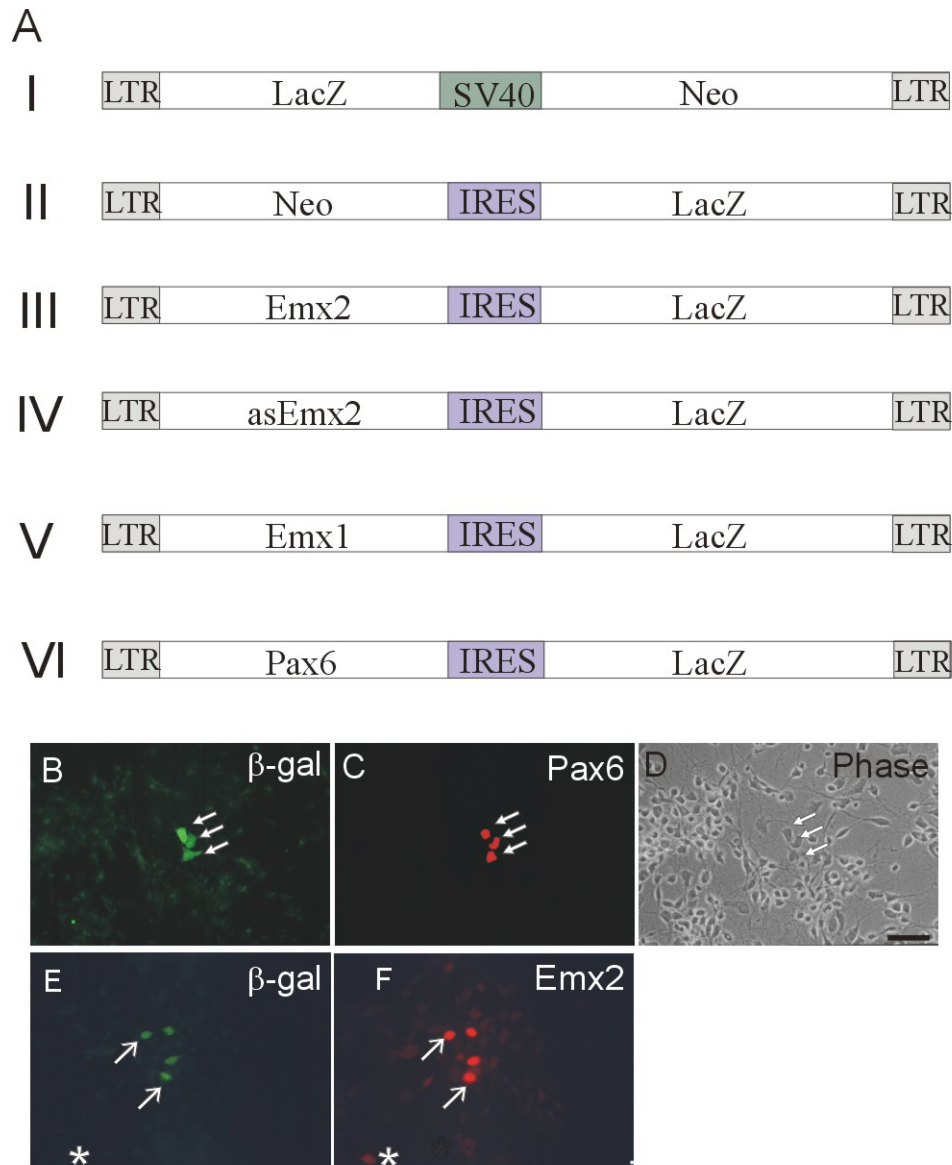 A
I LTR LacZ SV40 Neo LTR
II LTR Neo IRES LacZ LTR
III LTR Emx2 IRES LacZ LTR
IV LTR asEmx2 IRES LacZ LTR
V LTR Emx1 IRES LacZ LTR
VI LTR Pax6 IRES LacZ LTR
B β-gal C Pax6 D Phase
E β-gal F Emx2
* *